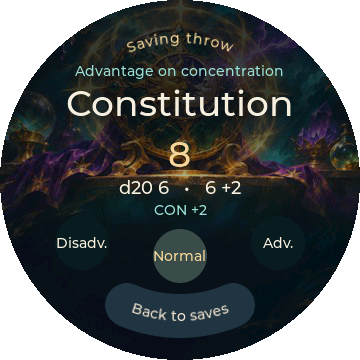 Saving throw
Advantage on concentration
Constitution
8
d20 6 • 6 +2
CON +2
Disadv.
Normal
Adv.
Back to saves